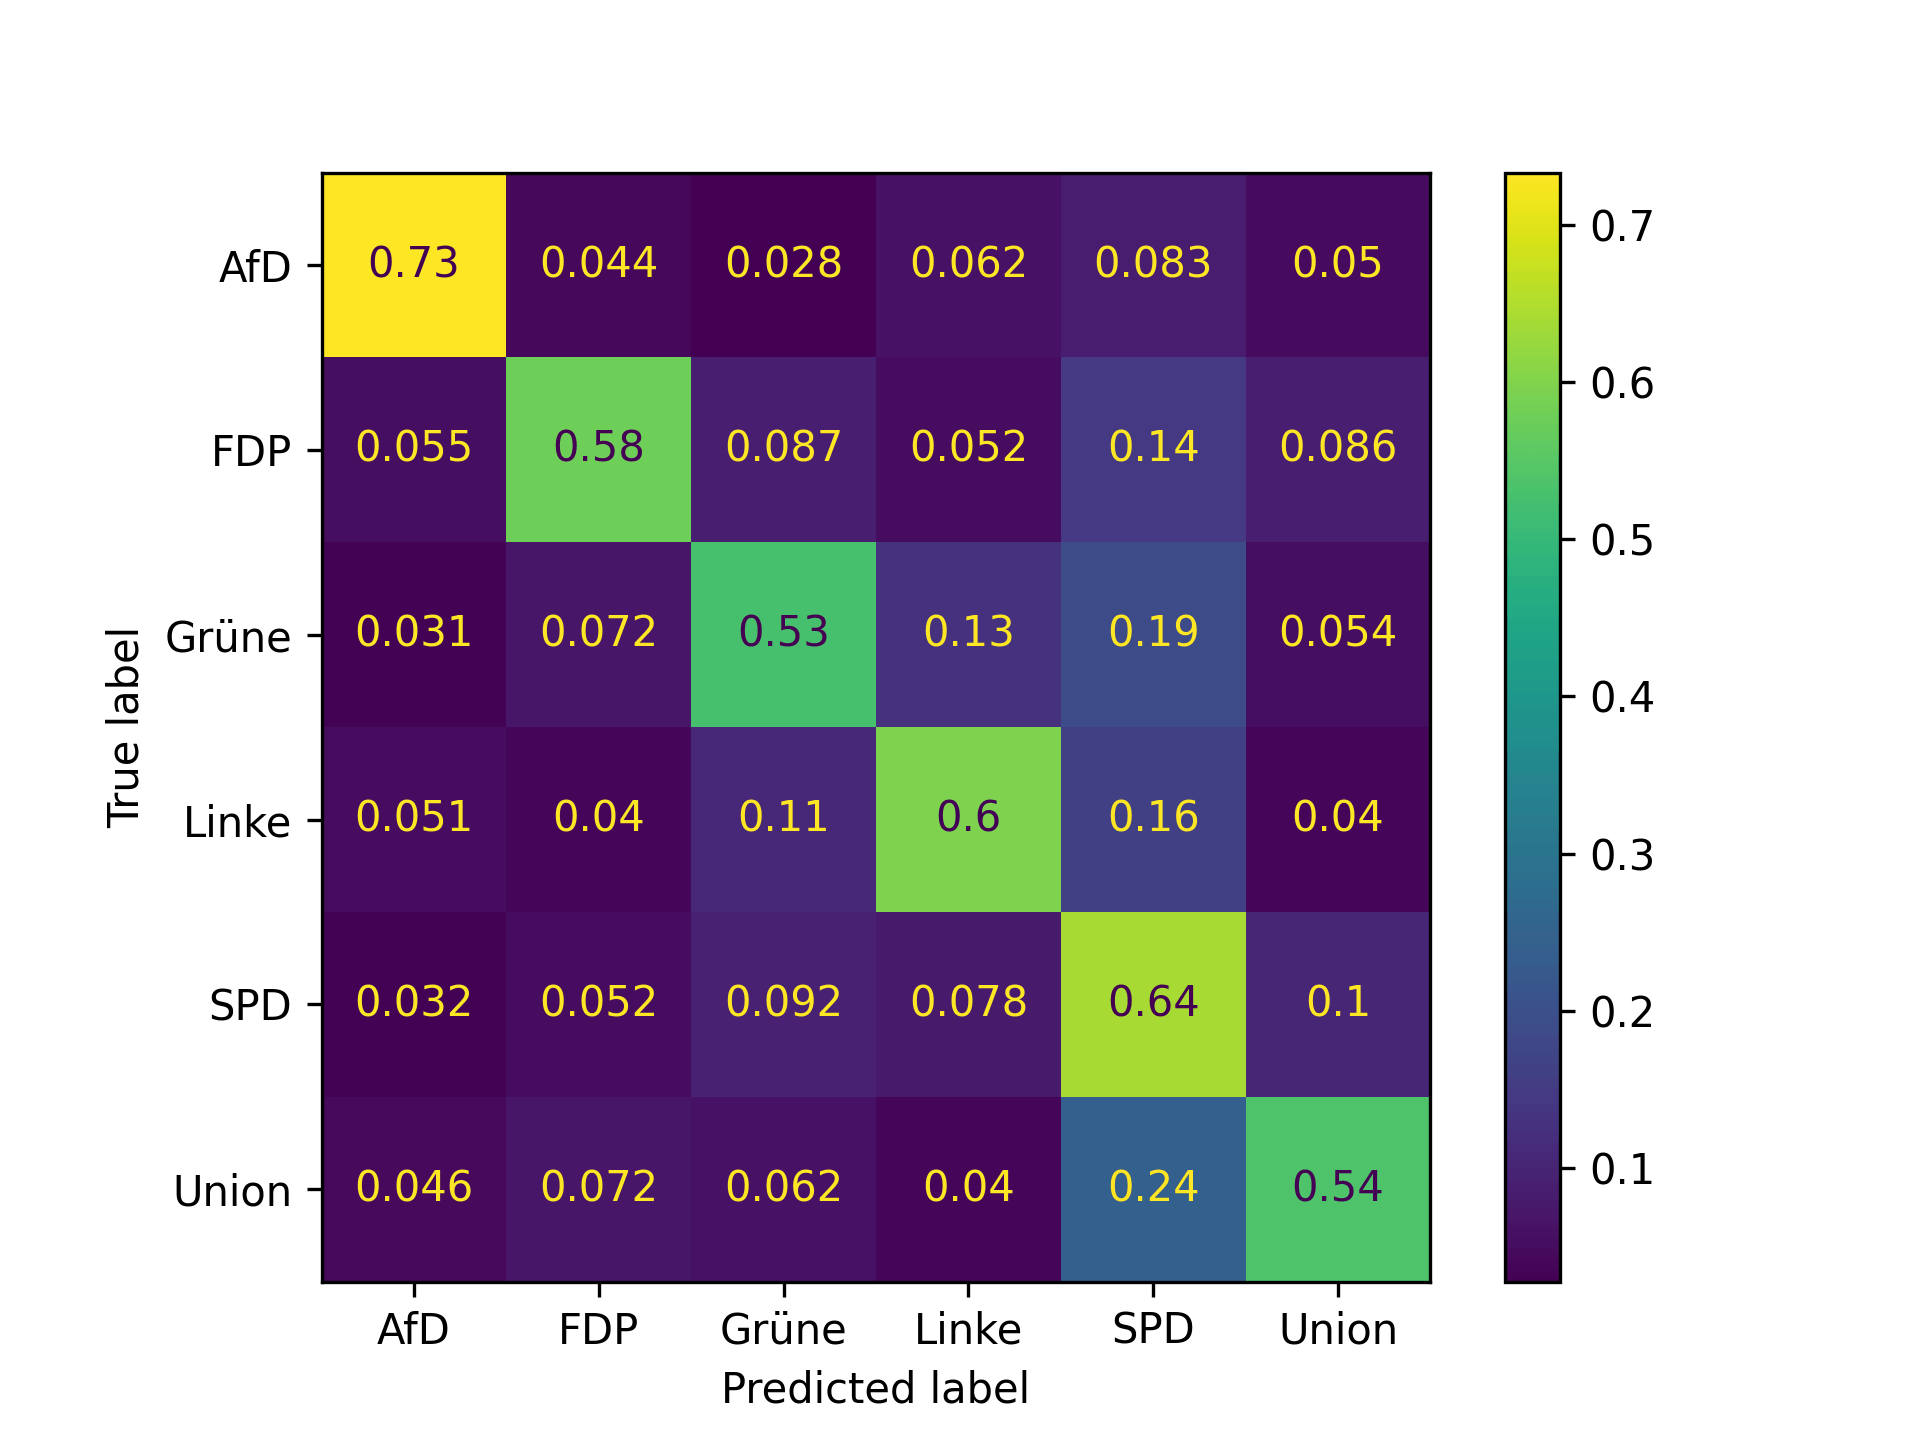 AfD 0.73 0.044 0.028 0.062 0.083 0.05
FDP 0.055 0.58 0.087 0.052 0.14 0.086
Grüne 0.031 0.072 0.53 0.13 0.19 0.054
Linke 0.051 0.04 0.11 0.6 0.16 0.04
SPD 0.032 0.052 0.092 0.078 0.64 0.1
Union 0.046 0.072 0.062 0.04 0.24 0.54
AfD FDP Grüne Linke SPD Union
Predicted label
True label
0.7
0.6
0.5
0.4
0.3
0.2
0.1